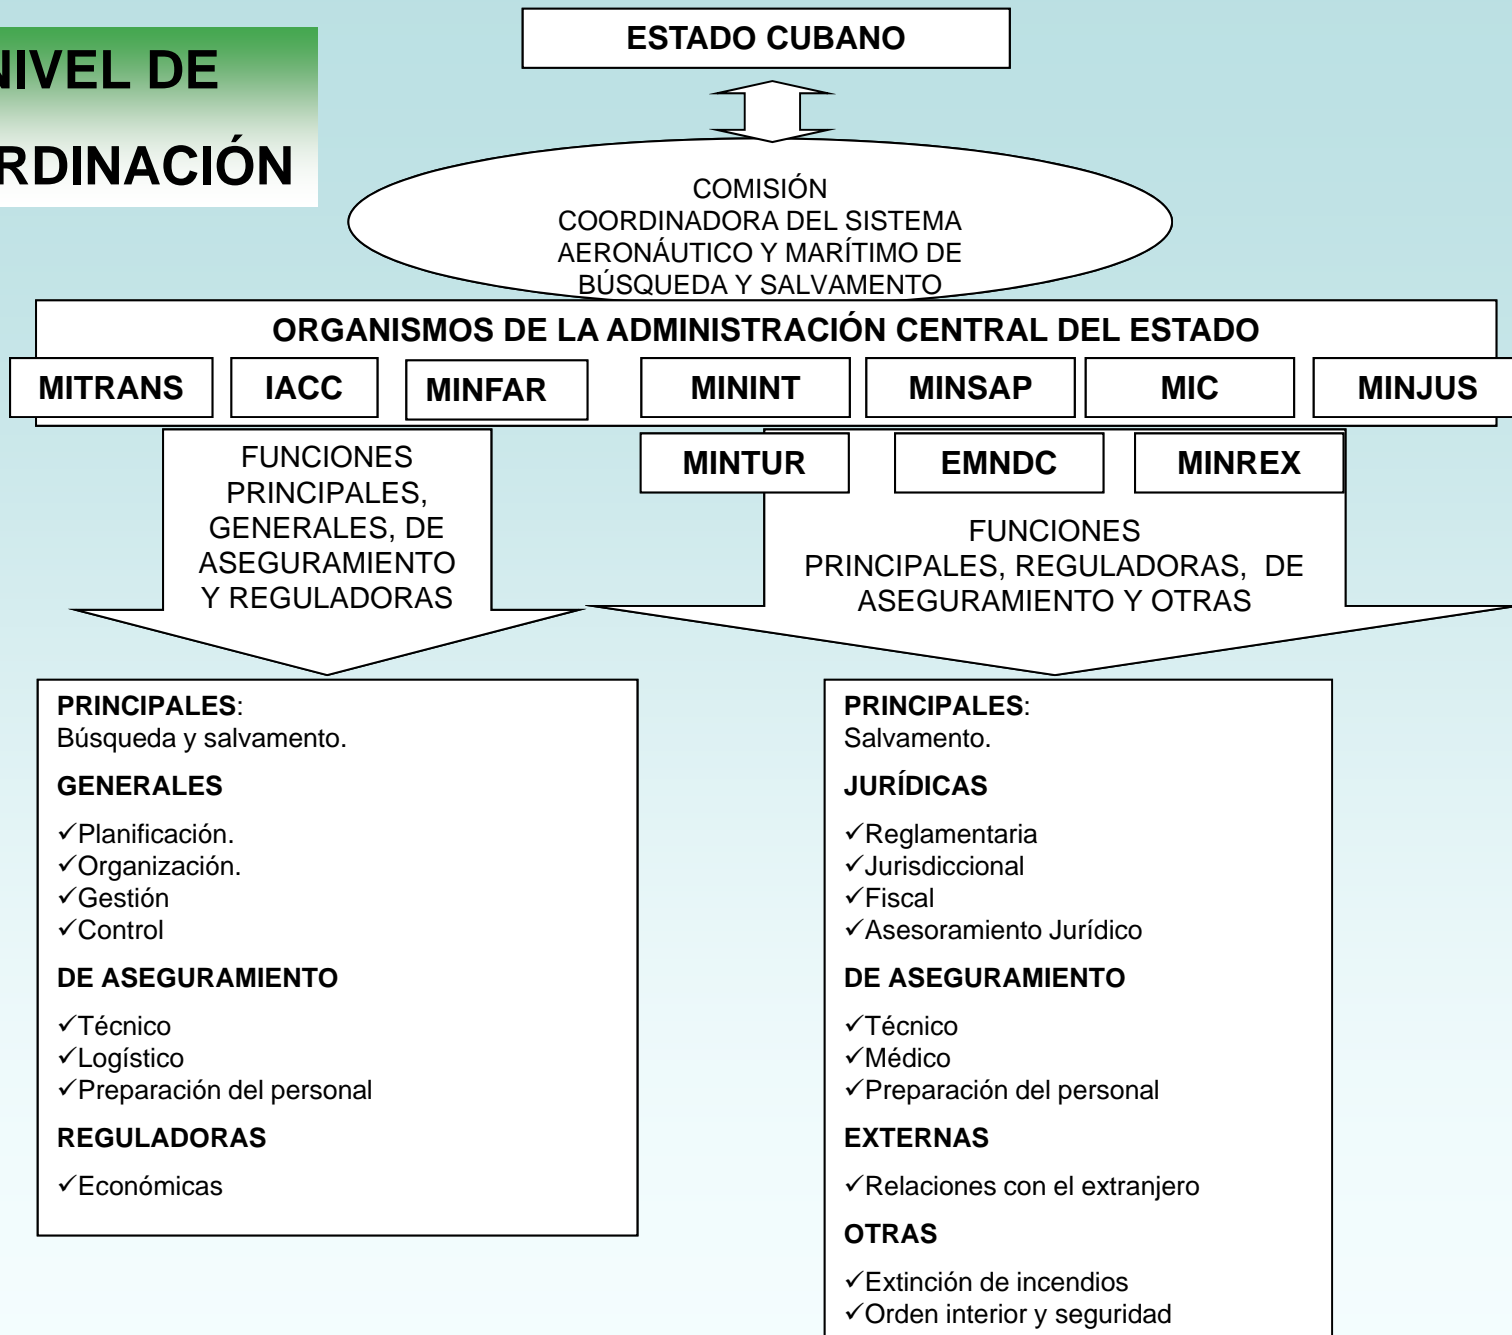 NIVEL DE
RDINACIÓN
ESTADO CUBANO
COMISIÓN
COORDINADORA DEL SISTEMA
AERONÁUTICO Y MARÍTIMO DE
BÚSQUEDA Y SALVAMENTO
ORGANISMOS DE LA ADMINISTRACIÓN CENTRAL DEL ESTADO
MITRANS
IACC
MINFAR
MININT
MINSAP
MIC
MINJUS
MINTUR
EMNDC
MINREX
FUNCIONES
PRINCIPALES,
GENERALES, DE
ASEGURAMIENTO
Y REGULADORAS
FUNCIONES
PRINCIPALES, REGULADORAS, DE
ASEGURAMIENTO Y OTRAS
PRINCIPALES:
Búsqueda y salvamento.
GENERALES
✓Planificación.
✓Organización.
✓Gestión
✓Control
DE ASEGURAMIENTO
✓Técnico
✓Logístico
✓Preparación del personal
REGULADORAS
✓Económicas
PRINCIPALES:
Salvamento.
JURÍDICAS
✓Reglamentaria
✓Jurisdiccional
✓Fiscal
✓Asesoramiento Jurídico
DE ASEGURAMIENTO
✓Técnico
✓Médico
✓Preparación del personal
EXTERNAS
✓Relaciones con el extranjero
OTRAS
✓Extinción de incendios
✓Orden interior y seguridad